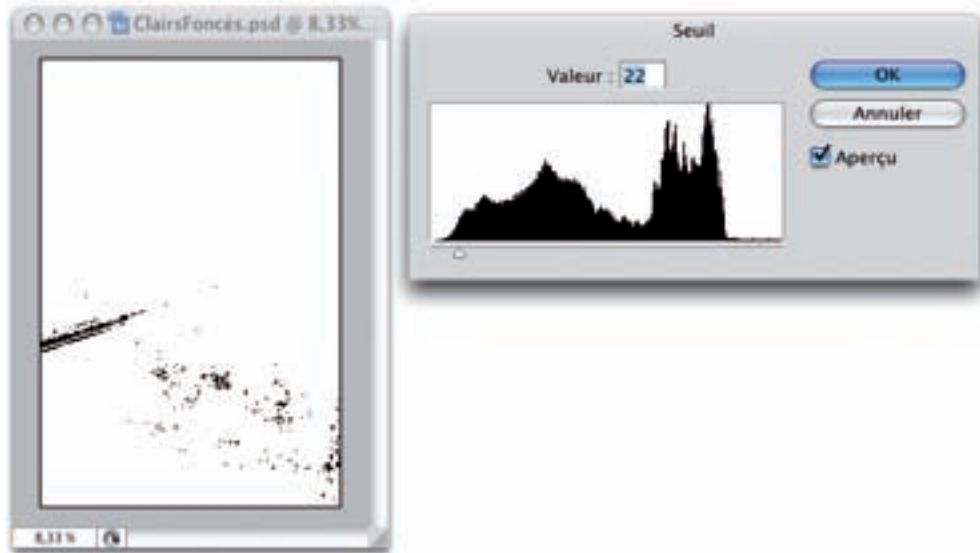 ClairsFoncés.psd @ 8,33%...
8,33 %
Seuil
Valeur : 22
OK
Annuler
Aperçu